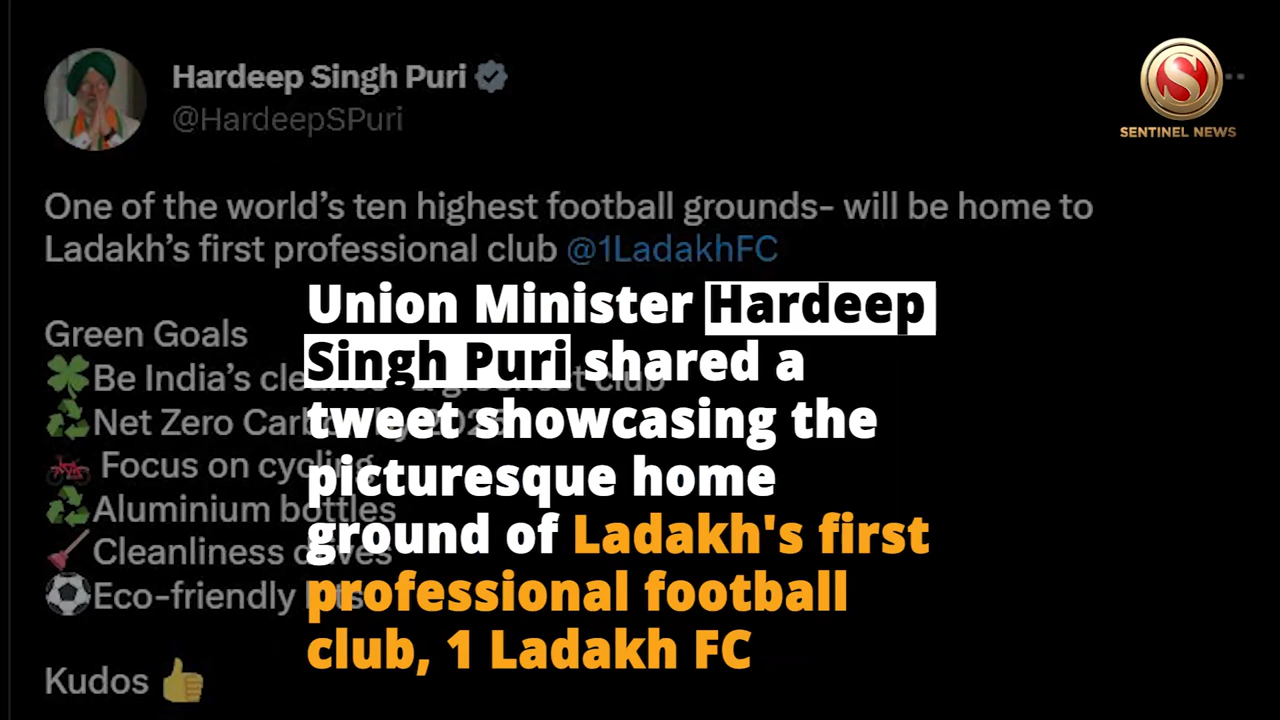 Hardeep Singh Puri
@HardeepSPuri
SENTINEL NEWS
One of the world's ten highest football grounds- will be home to
Ladakh's first professional club @1LadakhFC
Green Goals
Be India's club
Net Zero
Focus on cycling
Aluminium bottles
Cleanliness
Eco-friendly
Kudos
Union Minister Hardeep
Singh Puri shared a
tweet showcasing the
picturesque home
ground of Ladakh's first
professional football
club, 1 Ladakh FC